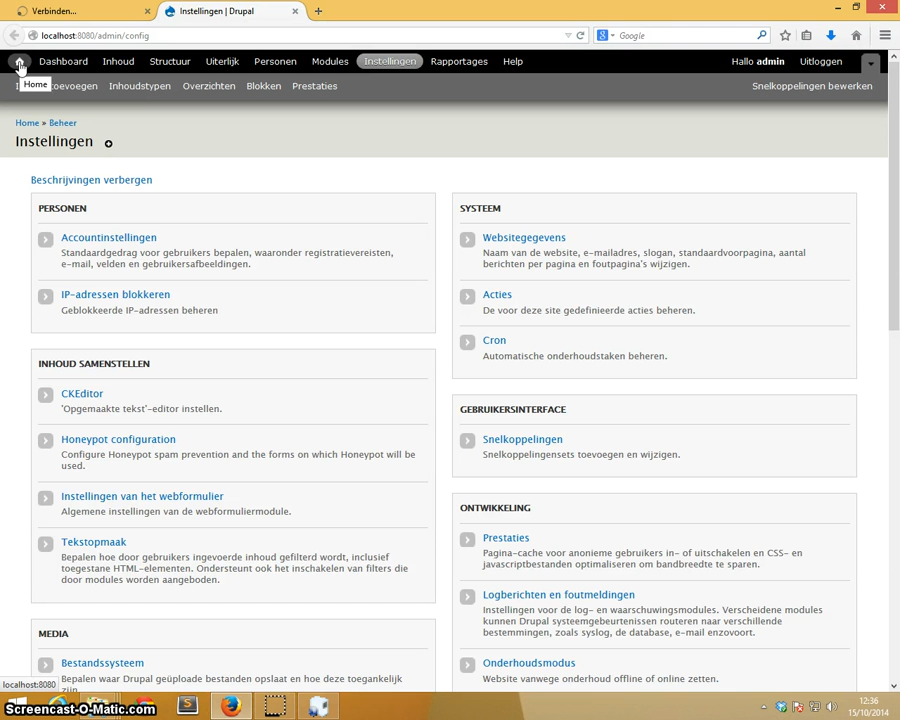 Verbinden...
Instellingen | Drupal
localhost:8080/admin/config
Google
Dashboard Inhoud Structuur Uiterlijk Personen Modules Instellingen Rapportages Help
Hallo admin Uitloggen
Home
toevoegen Inhoudstypen Overzichten Blokken Prestaties
Snelkoppelingen bewerken
Home » Beheer
Instellingen
Beschrijvingen verbergen
PERSONEN
Accountinstellingen
Standaardgedrag voor gebruikers bepalen, waaronder registratievereisten,
e-mail, velden en gebruikersafbeeldingen.
IP-adressen blokkeren
Geblokkeerde IP-adressen beheren
INHOUD SAMENSTELLEN
CKEditor
'Opgemaakte tekst'-editor instellen.
Honeypot configuration
Configure Honeypot spam prevention and the forms on which Honeypot will be
used.
Instellingen van het webformulier
Algemene instellingen van de webformuliermodule.
Tekstopmaak
Bepalen hoe door gebruikers ingevoerde inhoud gefilterd wordt, inclusief
toegestane HTML-elementen. Ondersteunt ook het inschakelen van filters die
door modules worden aangeboden.
MEDIA
Bestandssysteem
Bepalen waar Drupal geüploade bestanden opslaat en hoe deze toegankelijk
zijn.
SYSTEEM
Websitegegevens
Naam van de website, e-mailadres, slogan, standaardvoorpagina, aantal
berichten per pagina en foutpagina's wijzigen.
Acties
De voor deze site gedefinieerde acties beheren.
Cron
Automatische onderhoudstaken beheren.
GEBRUIKERSINTERFACE
Snelkoppelingen
Snelkoppelingensets toevoegen en wijzigen.
ONTWIKKELING
Prestaties
Pagina-cache voor anonieme gebruikers in- of uitschakelen en CSS- en
javascriptbestanden optimaliseren om bandbreedte te sparen.
Logberichten en foutmeldingen
Instellingen voor de log- en waarschuwingsmodules. Verscheidene modules
kunnen Drupal systeemgebeurtenissen routeren naar verschillende
bestemmingen, zoals syslog, de database, e-mail enzovoort.
Onderhoudsmodus
Website vanwege onderhoud offline of online zetten.
localhost:8080
Screencast-O-Matic.com
12:36
15/10/2014